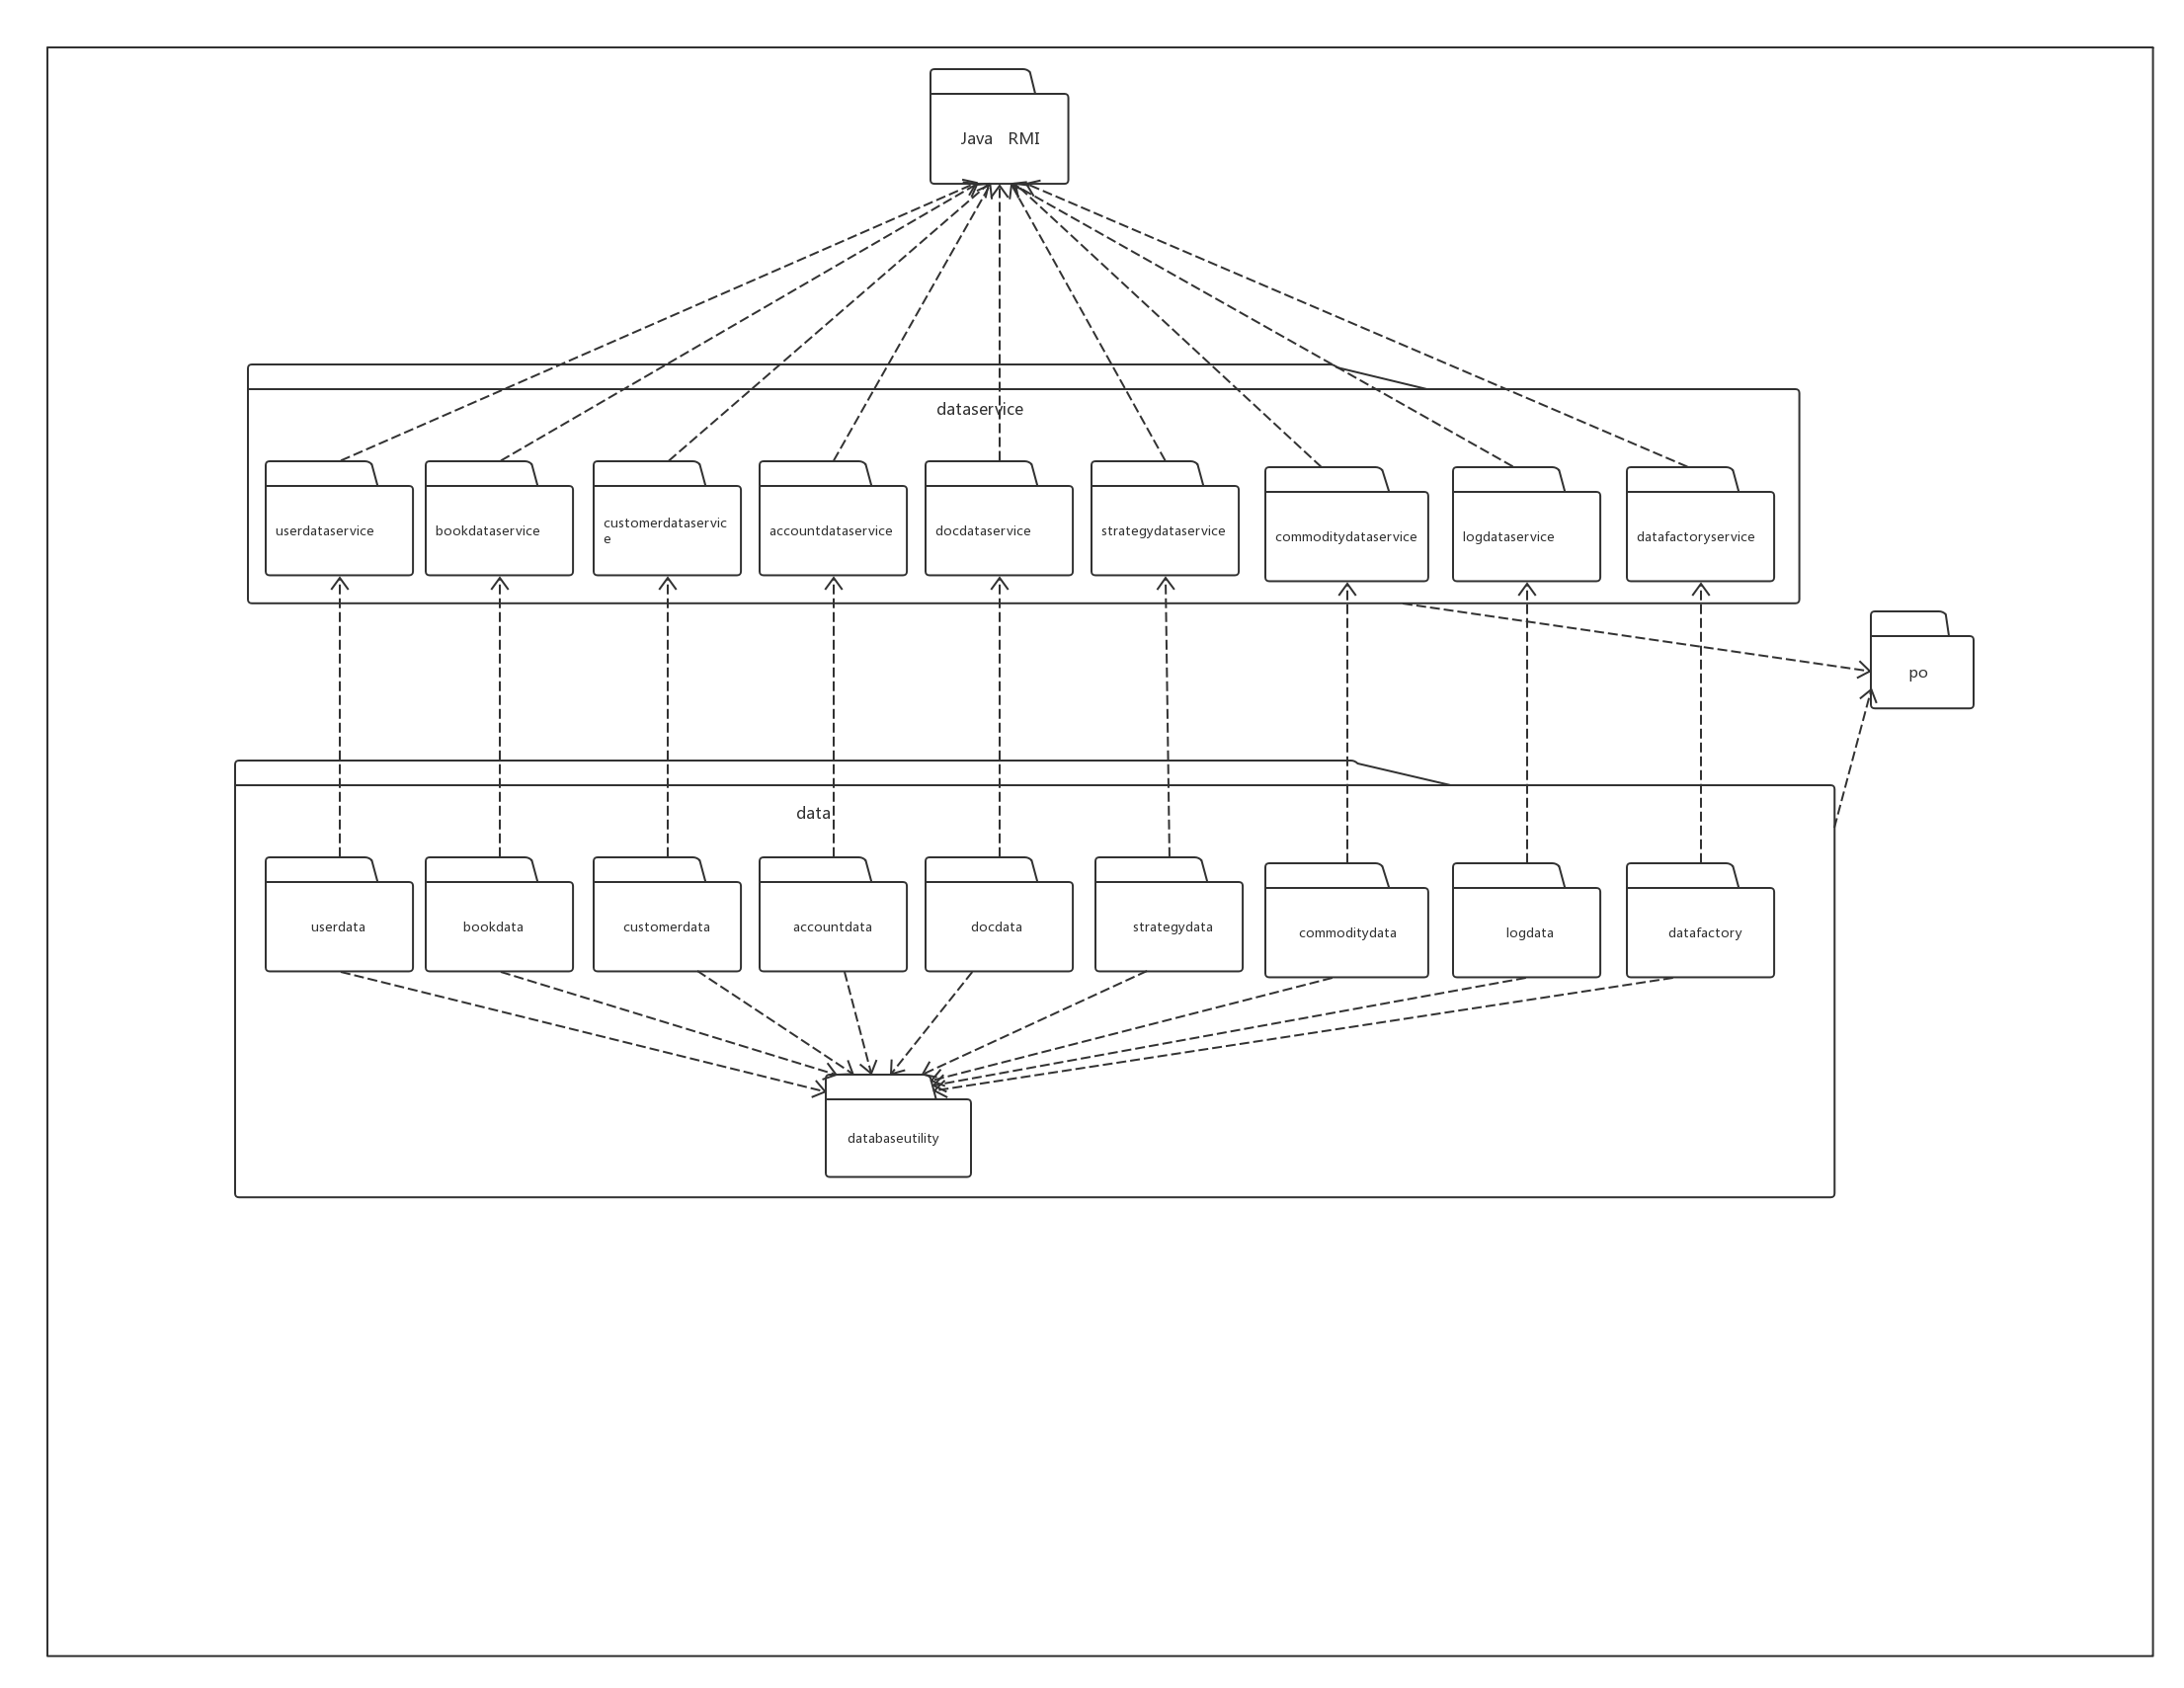 Java RMI
dataservice
userdataservice
bookdataservice
customerdataservic
e
accountdataservice
docdataservice
strategydataservice
commoditydataservice
logdataservice
datafactoryservice
po
data
userdata
bookdata
customerdata
accountdata
docdata
strategydata
commoditydata
logdata
datafactory
databaseutility